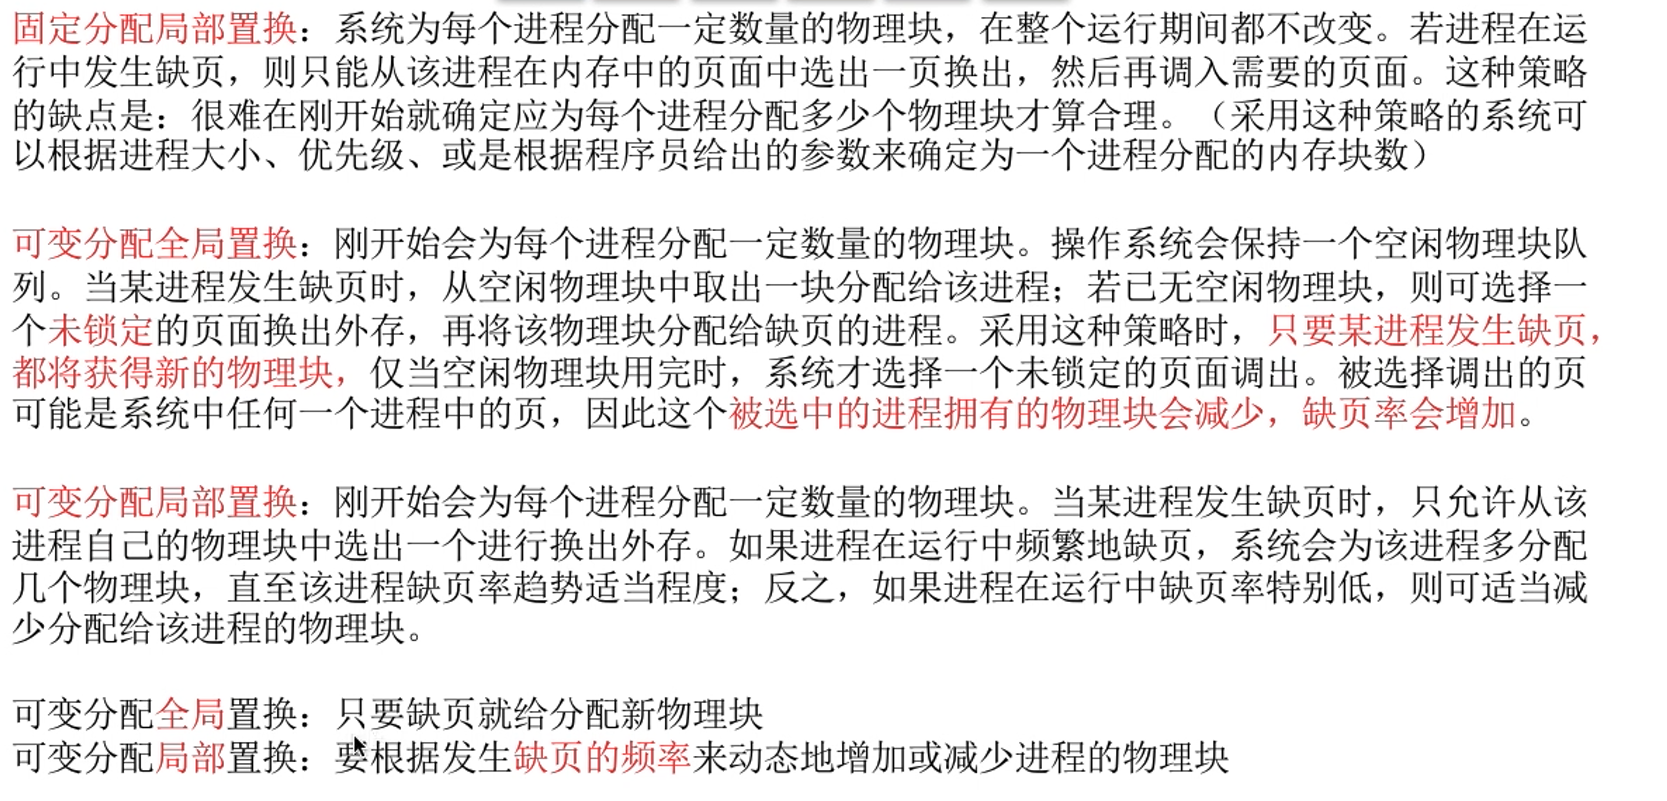 固定分配局部置换：系统为每个进程分配一定数量的物理块，在整个运行期间都不改变。若进程在运
行中发生缺页，则只能从该进程在内存中的页面中选出一页换出，然后再调入需要的页面。这种策略
的缺点是：很难在刚开始就确定应为每个进程分配多少个物理块才算合理。（采用这种策略的系统可
以根据进程大小、优先级、或是根据程序员给出的参数来确定为一个进程分配的内存块数）
可变分配全局置换：刚开始会为每个进程分配一定数量的物理块。操作系统会保持一个空闲物理块队
列。当某进程发生缺页时，从空闲物理块中取出一块分配给该进程；若已无空闲物理块，则可选择一
个未锁定的页面换出外存，再将该物理块分配给缺页的进程。采用这种策略时，只要某进程发生缺页，
都将获得新的物理块，仅当空闲物理块用完时，系统才选择一个未锁定的页面调出。被选择调出的页
可能是系统中任何一个进程中的页，因此这个被选中的进程拥有的物理块会减少，缺页率会增加。
可变分配局部置换：刚开始会为每个进程分配一定数量的物理块。当某进程发生缺页时，只允许从该
进程自己的物理块中选出一个进行换出外存。如果进程在运行中频繁地缺页，系统会为该进程多分配
几个物理块，直至该进程缺页率趋势适当程度；反之，如果进程在运行中缺页率特别低，则可适当减
少分配给该进程的物理块。
可变分配全局置换：只要缺页就给分配新物理块
可变分配局部置换：要根据发生缺页的频率来动态地增加或减少进程的物理块